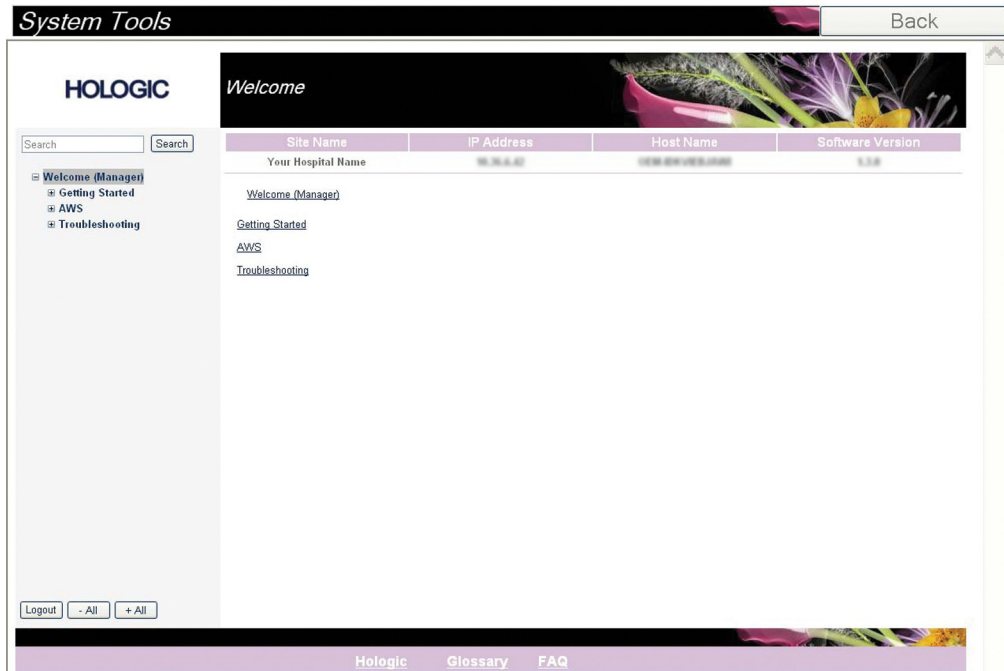 System Tools
Back
HOLOGIC
Welcome
Search
Search
Site Name
IP Address
Host Name
Software Version
Your Hospital Name
Welcome (Manager)
Getting Started
AWS
Troubleshooting
Welcome (Manager)
Getting Started
AWS
Troubleshooting
Logout
- All
+ All
Hologic
Glossary
FAQ